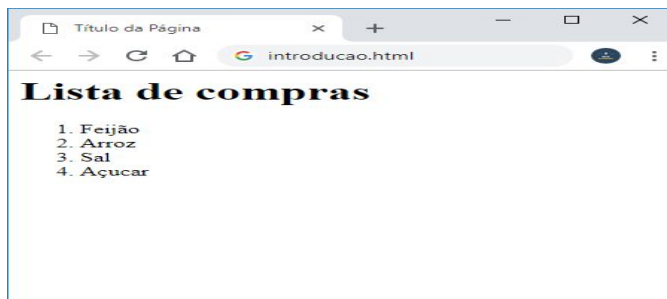 Título da Página
introducao.html
Lista de compras
1. Feijão
2. Arroz
3. Sal
4. Açucar